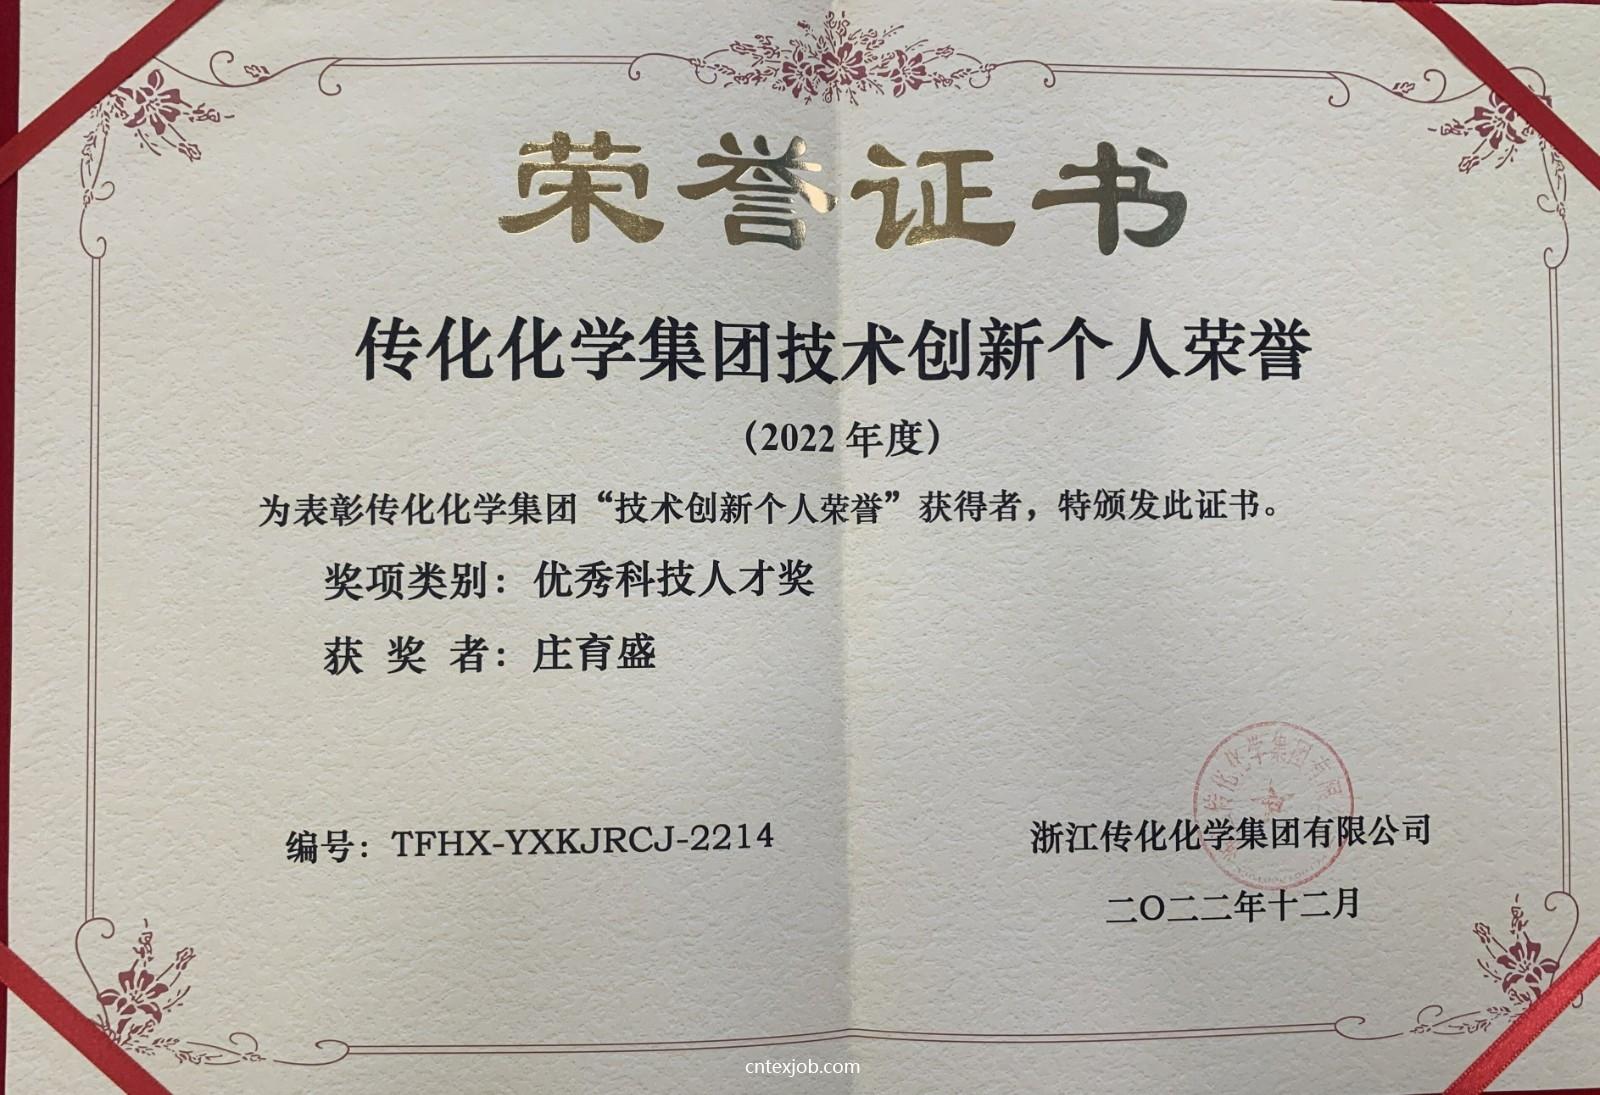 荣誉证书
传化化学集团技术创新个人荣誉
（2022 年度）
为表彰传化化学集团“技术创新个人荣誉”获得者，特颁发此证书。
奖项类别：优秀科技人才奖
获 奖 者：庄育盛
编号：TFHX-YXKJRCJ-2214
浙江传化化学集团有限公司
二〇二二年十二月
cntexjob.com